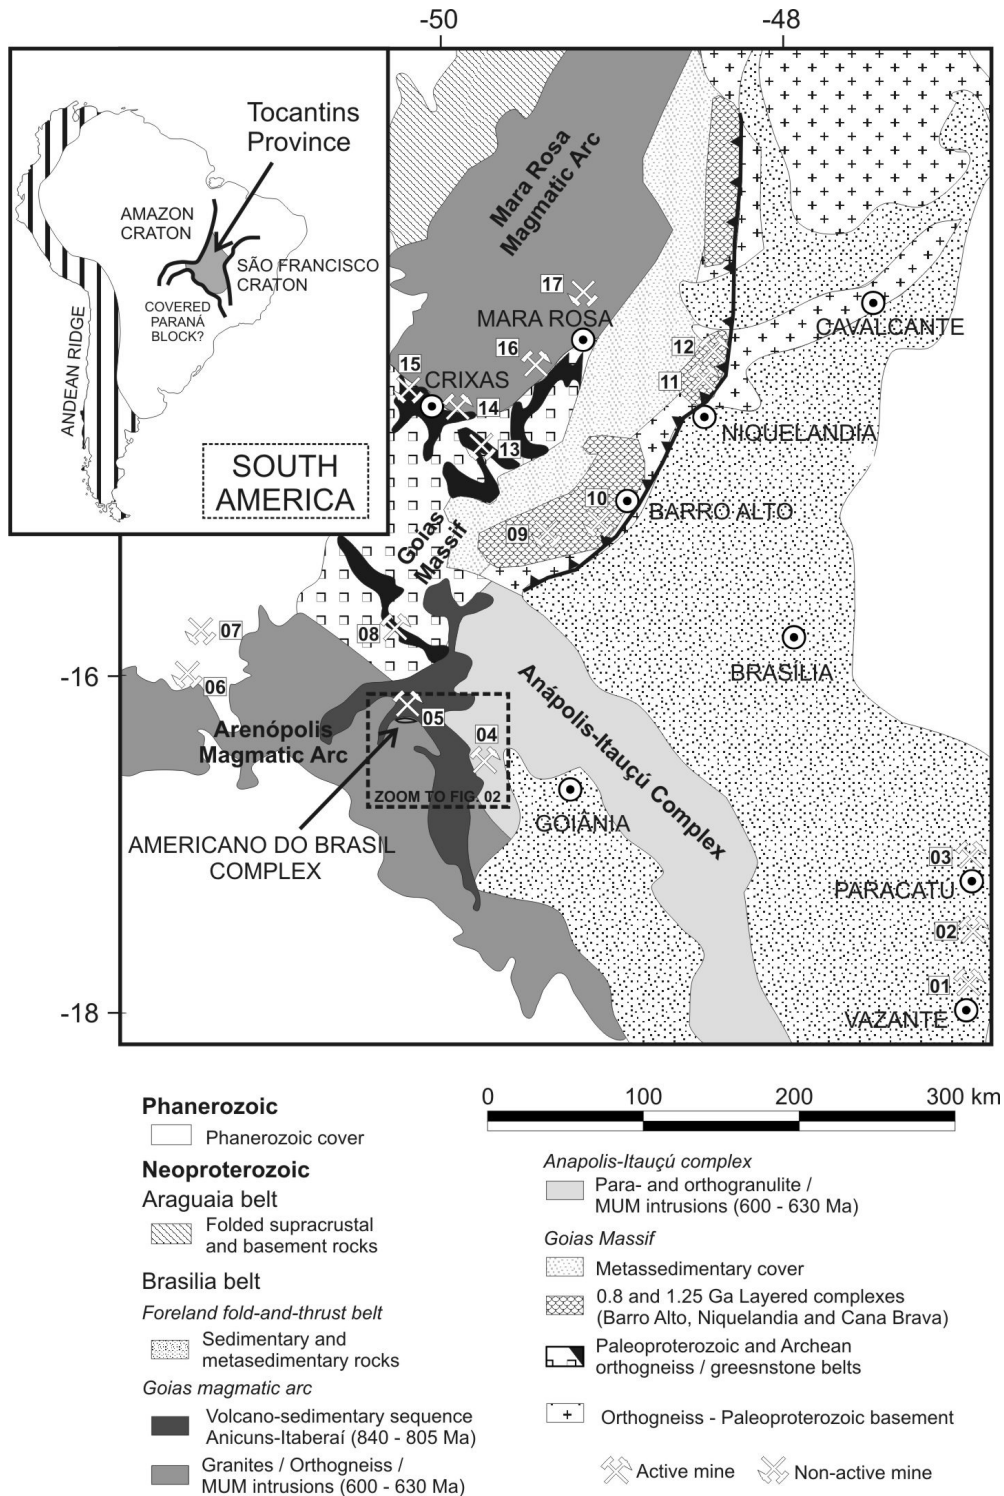 -50
-48
Tocantins
Province
AMAZON
CRATON
SÃO FRANCISCO
CRATON
COVERED
PARANÁ
BLOCK?
ANDEAN RIDGE
SOUTH
AMERICA
Mara Rosa
Magmatic Arc
17
MARA ROSA
16
15
CRIXAS
14
13
12
11
CAVALCANTE
NIQUELANDIA
10
BARRO ALTO
09
Goias
Massif
08
07
06
-16
BRASILIA
Arenópolis
Magmatic Arc
05
04
ZOOM TO FIG. 02
Anápolis-Itauçú Complex
GOIÂNIA
AMERICANO DO BRASIL
COMPLEX
03
PARACATU
02
01
VAZANTE
-18
0 100 200 300 km
Phanerozoic
Phanerozoic cover
Neoproterozoic
Araguaia belt
Folded supracrustal
and basement rocks
Brasilia belt
Foreland fold-and-thrust belt
Sedimentary and
metasedimentary rocks
Goias magmatic arc
Volcano-sedimentary sequence
Anicuns-Itaberaí (840 - 805 Ma)
Granites / Orthogneiss /
MUM intrusions (600 - 630 Ma)
Anapolis-Itauçú complex
Para- and orthogranulite /
MUM intrusions (600 - 630 Ma)
Goias Massif
Metassedimentary cover
0.8 and 1.25 Ga Layered complexes
(Barro Alto, Niquelandia and Cana Brava)
Paleoproterozoic and Archean
orthogneiss / greesnstone belts
Orthogneiss - Paleoproterozoic basement
Active mine
Non-active mine